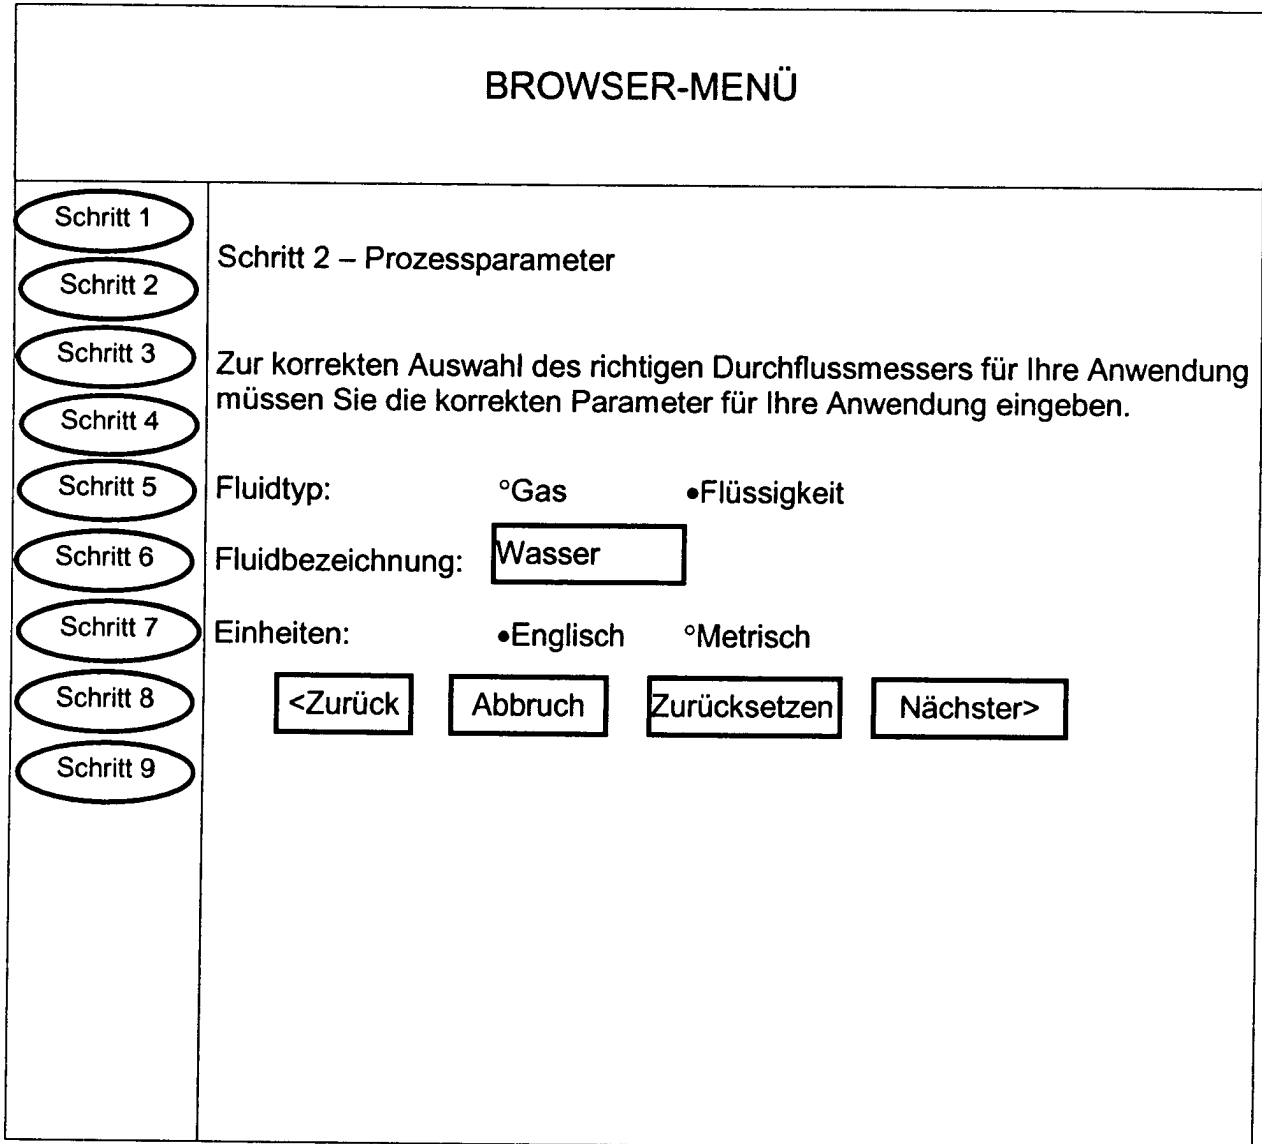 BROWSER-MENÜ
Schritt 1
Schritt 2
Schritt 3
Schritt 4
Schritt 5
Schritt 6
Schritt 7
Schritt 8
Schritt 9
Schritt 2 – Prozessparameter
Zur korrekten Auswahl des richtigen Durchflussmessers für Ihre Anwendung
müssen Sie die korrekten Parameter für Ihre Anwendung eingeben.
Fluidtyp: °Gas •Flüssigkeit
Fluidbezeichnung: Wasser
Einheiten: •Englisch °Metrisch
<Zurück Abbruch Zurücksetzen Nächster>